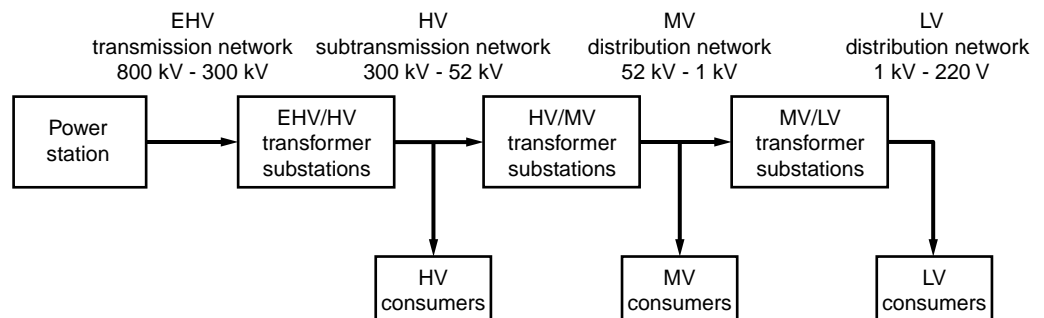 EHV
transmission network
800 kV - 300 kV
HV
subtransmission network
300 kV - 52 kV
MV
distribution network
52 kV - 1 kV
LV
distribution network
1 kV - 220 V
Power
station
EHV/HV
transformer
substations
HV/MV
transformer
substations
MV/LV
transformer
substations
HV
consumers
MV
consumers
LV
consumers